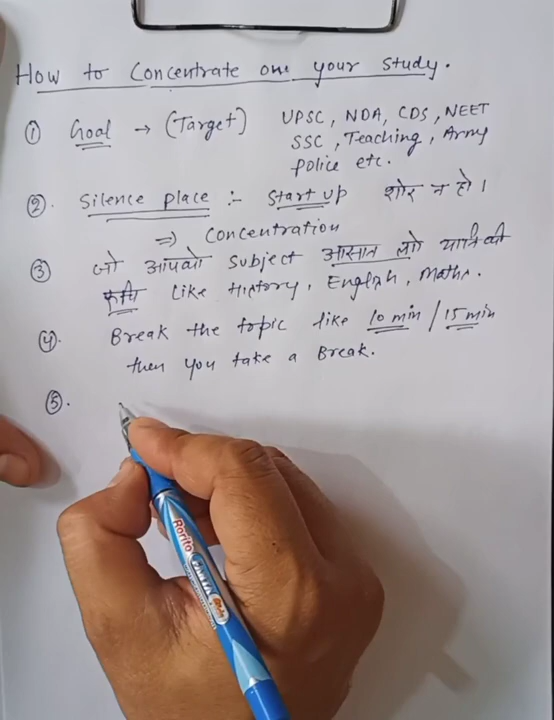 How to Concentrate one your study.
① Goal → (Target) UPSC, NDA, CDS, NEET
SSC, Teaching, Army
police etc.
②. Silence place :- Start up शोर न हो।
⇒ Concentration
③ जो आपको subject आसान लगे यानि की
रूचि Like History, English, Maths.
④. Break the topic like 10 min / 15 min
then you take a Break.
⑤.
Rorito